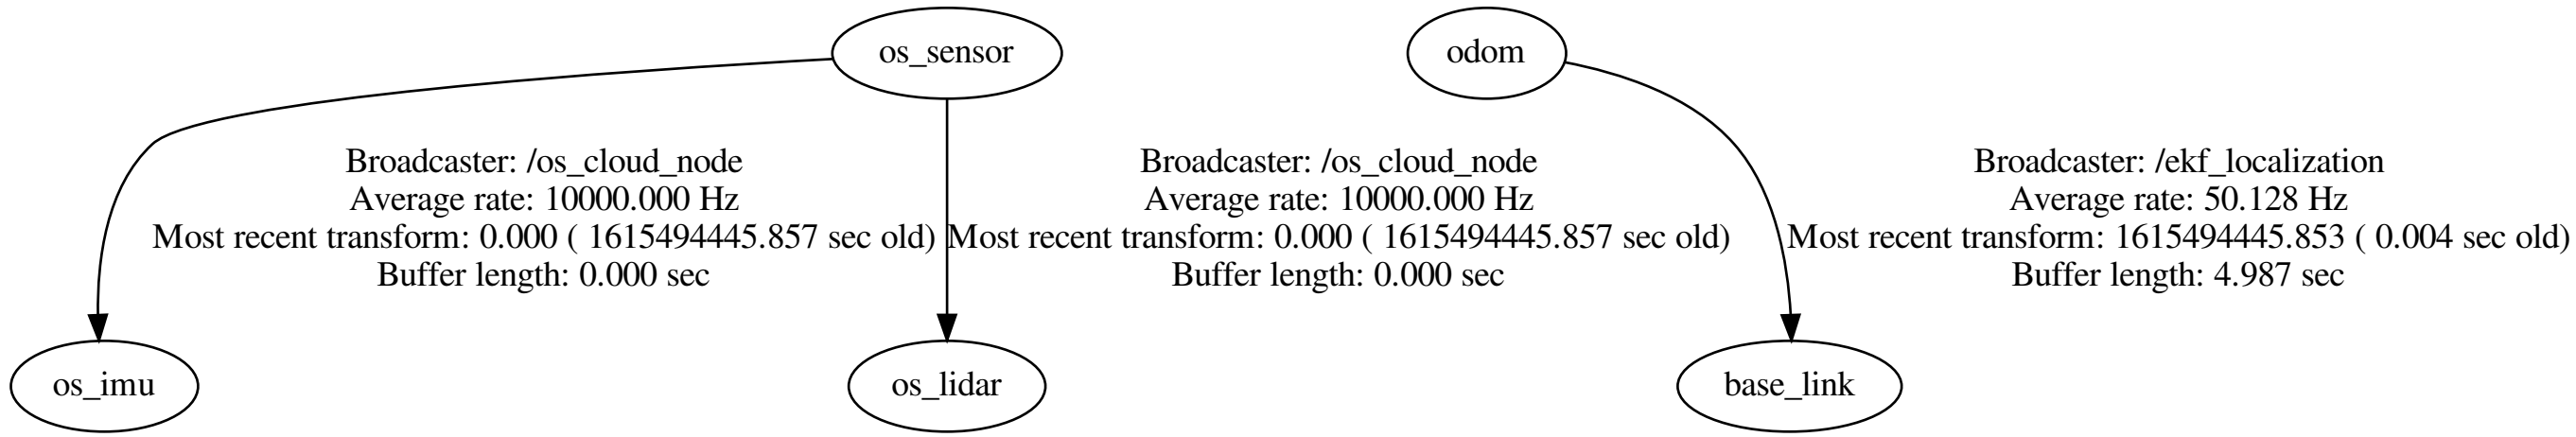 os_sensor
odom
Broadcaster: /os_cloud_node
Average rate: 10000.000 Hz
Most recent transform: 0.000 ( 1615494445.857 sec old)
Buffer length: 0.000 sec
Broadcaster: /os_cloud_node
Average rate: 10000.000 Hz
Most recent transform: 0.000 ( 1615494445.857 sec old)
Buffer length: 0.000 sec
Broadcaster: /ekf_localization
Average rate: 50.128 Hz
Most recent transform: 1615494445.853 ( 0.004 sec old)
Buffer length: 4.987 sec
os_imu
os_lidar
base_link